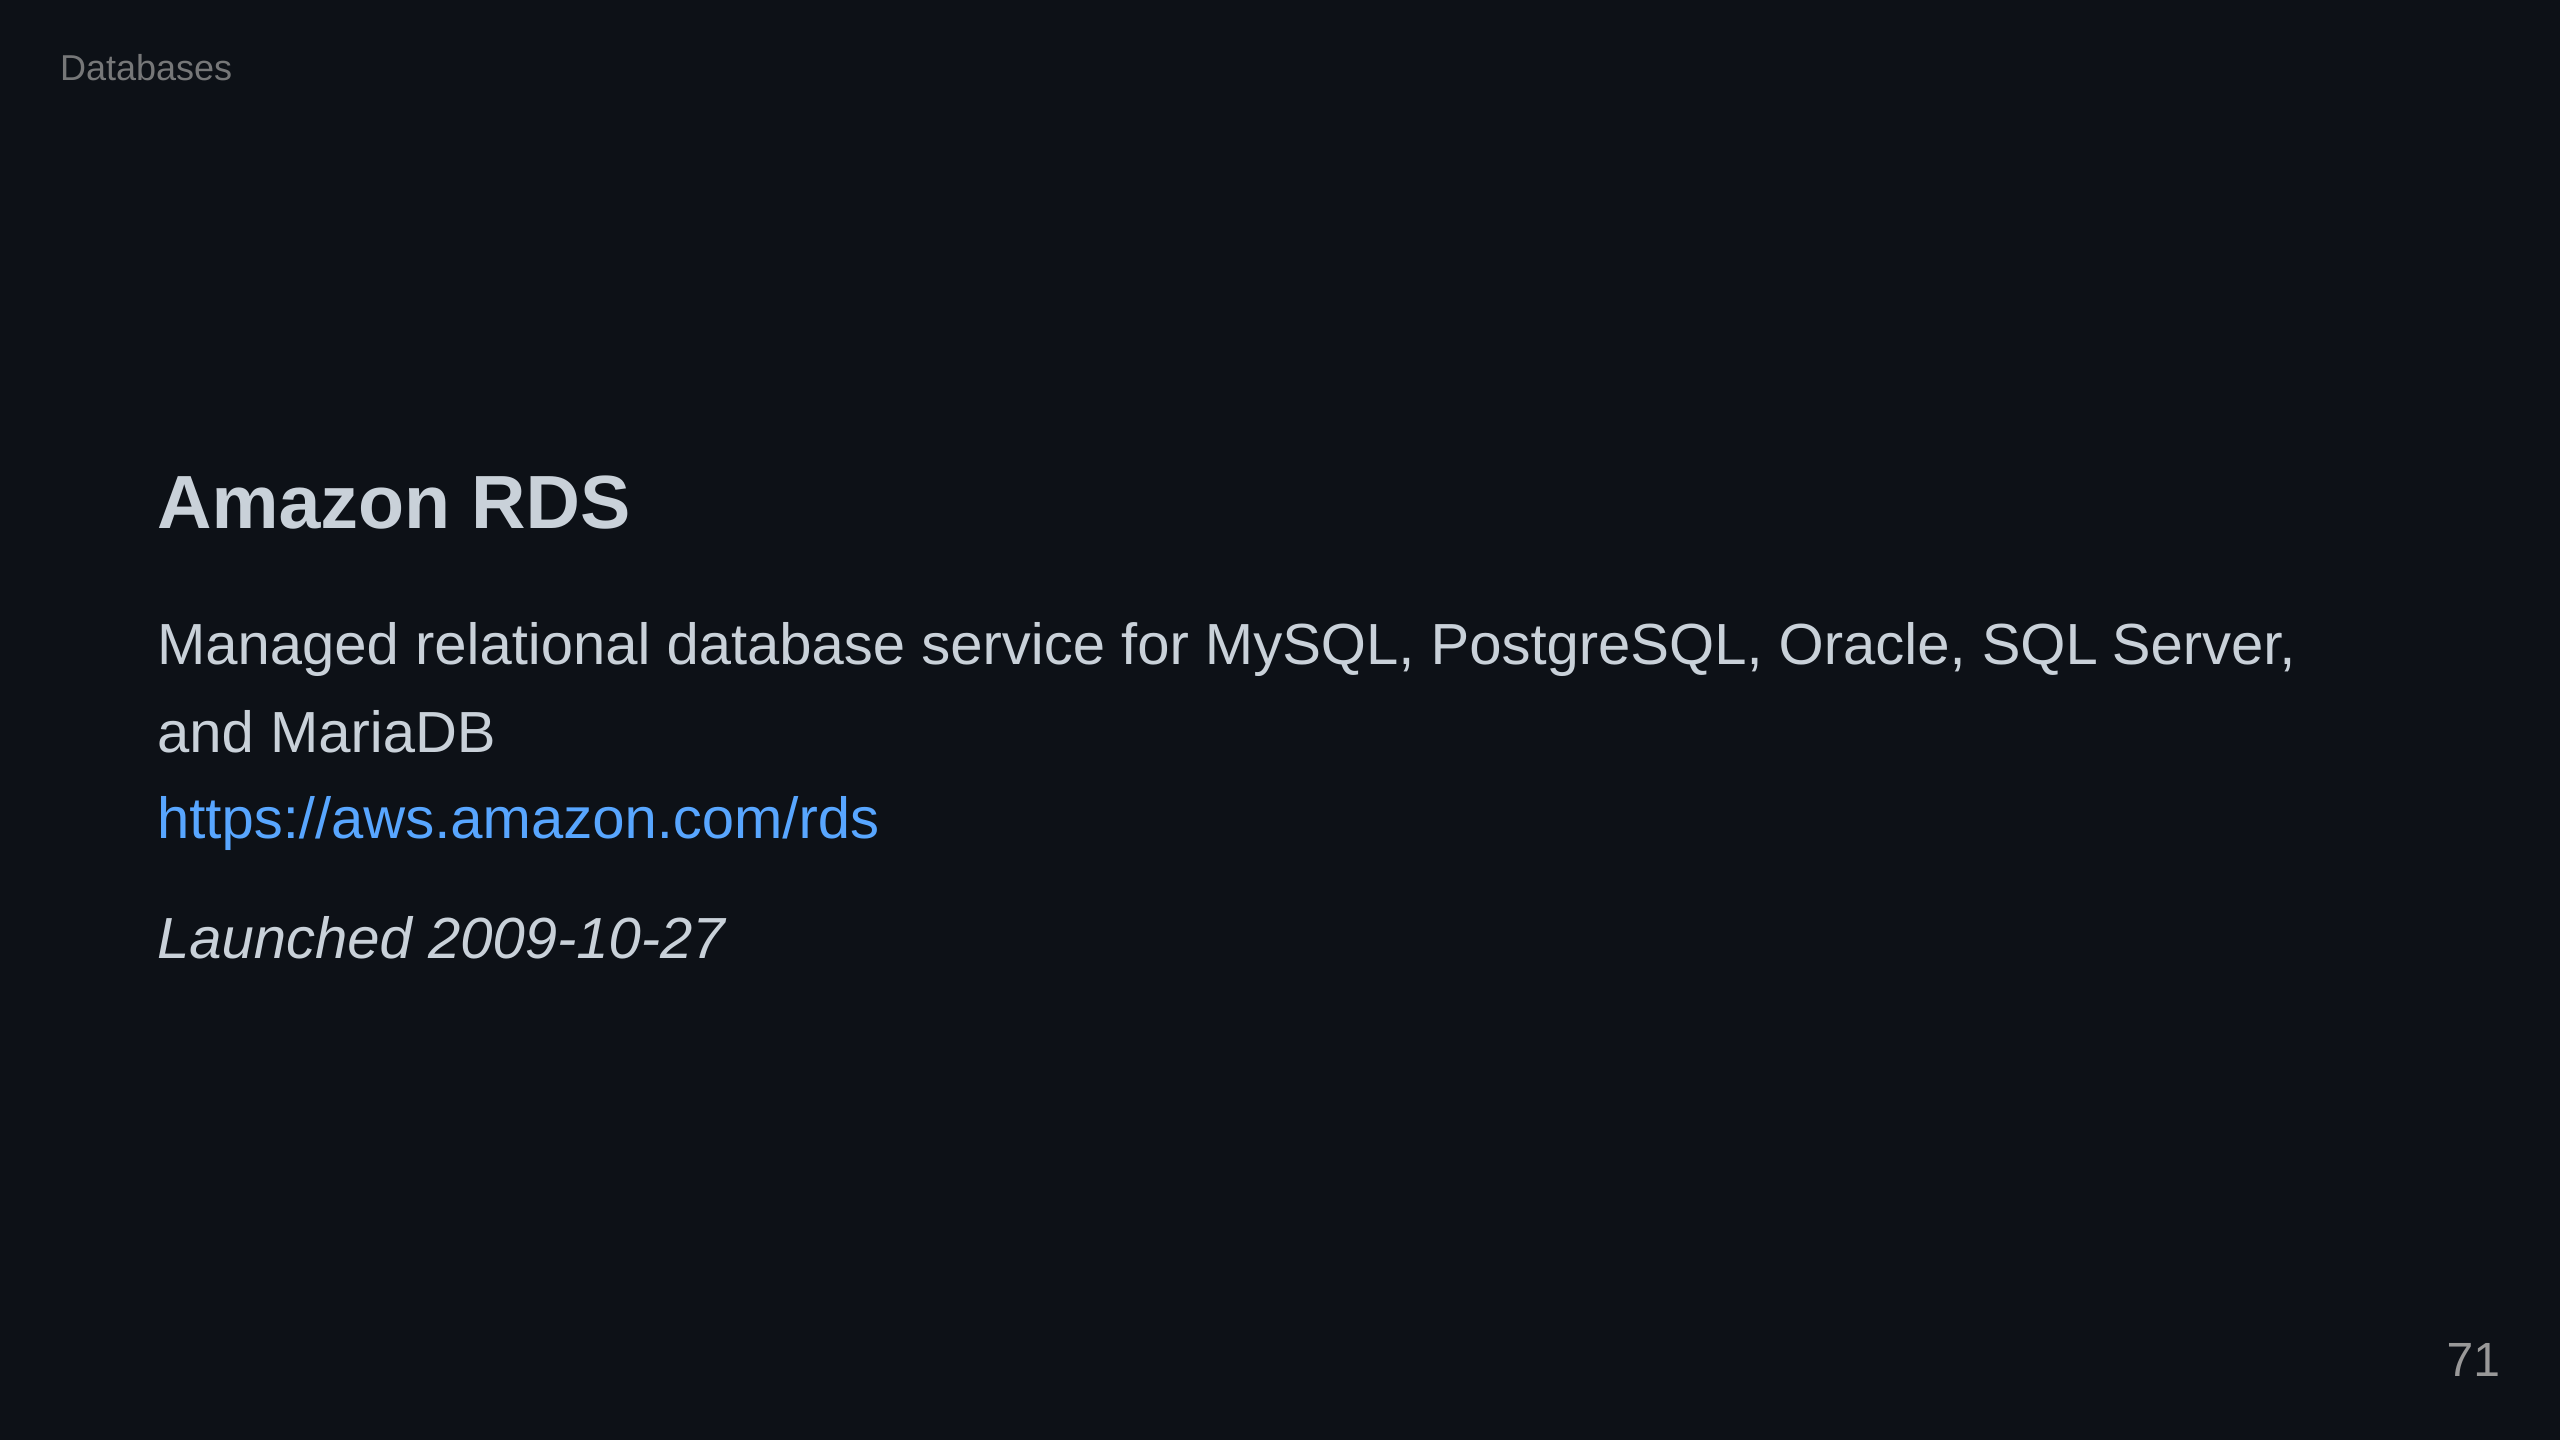 Databases
Amazon RDS
Managed relational database service for MySQL, PostgreSQL, Oracle, SQL Server,
and MariaDB
https://aws.amazon.com/rds
Launched 2009-10-27
71